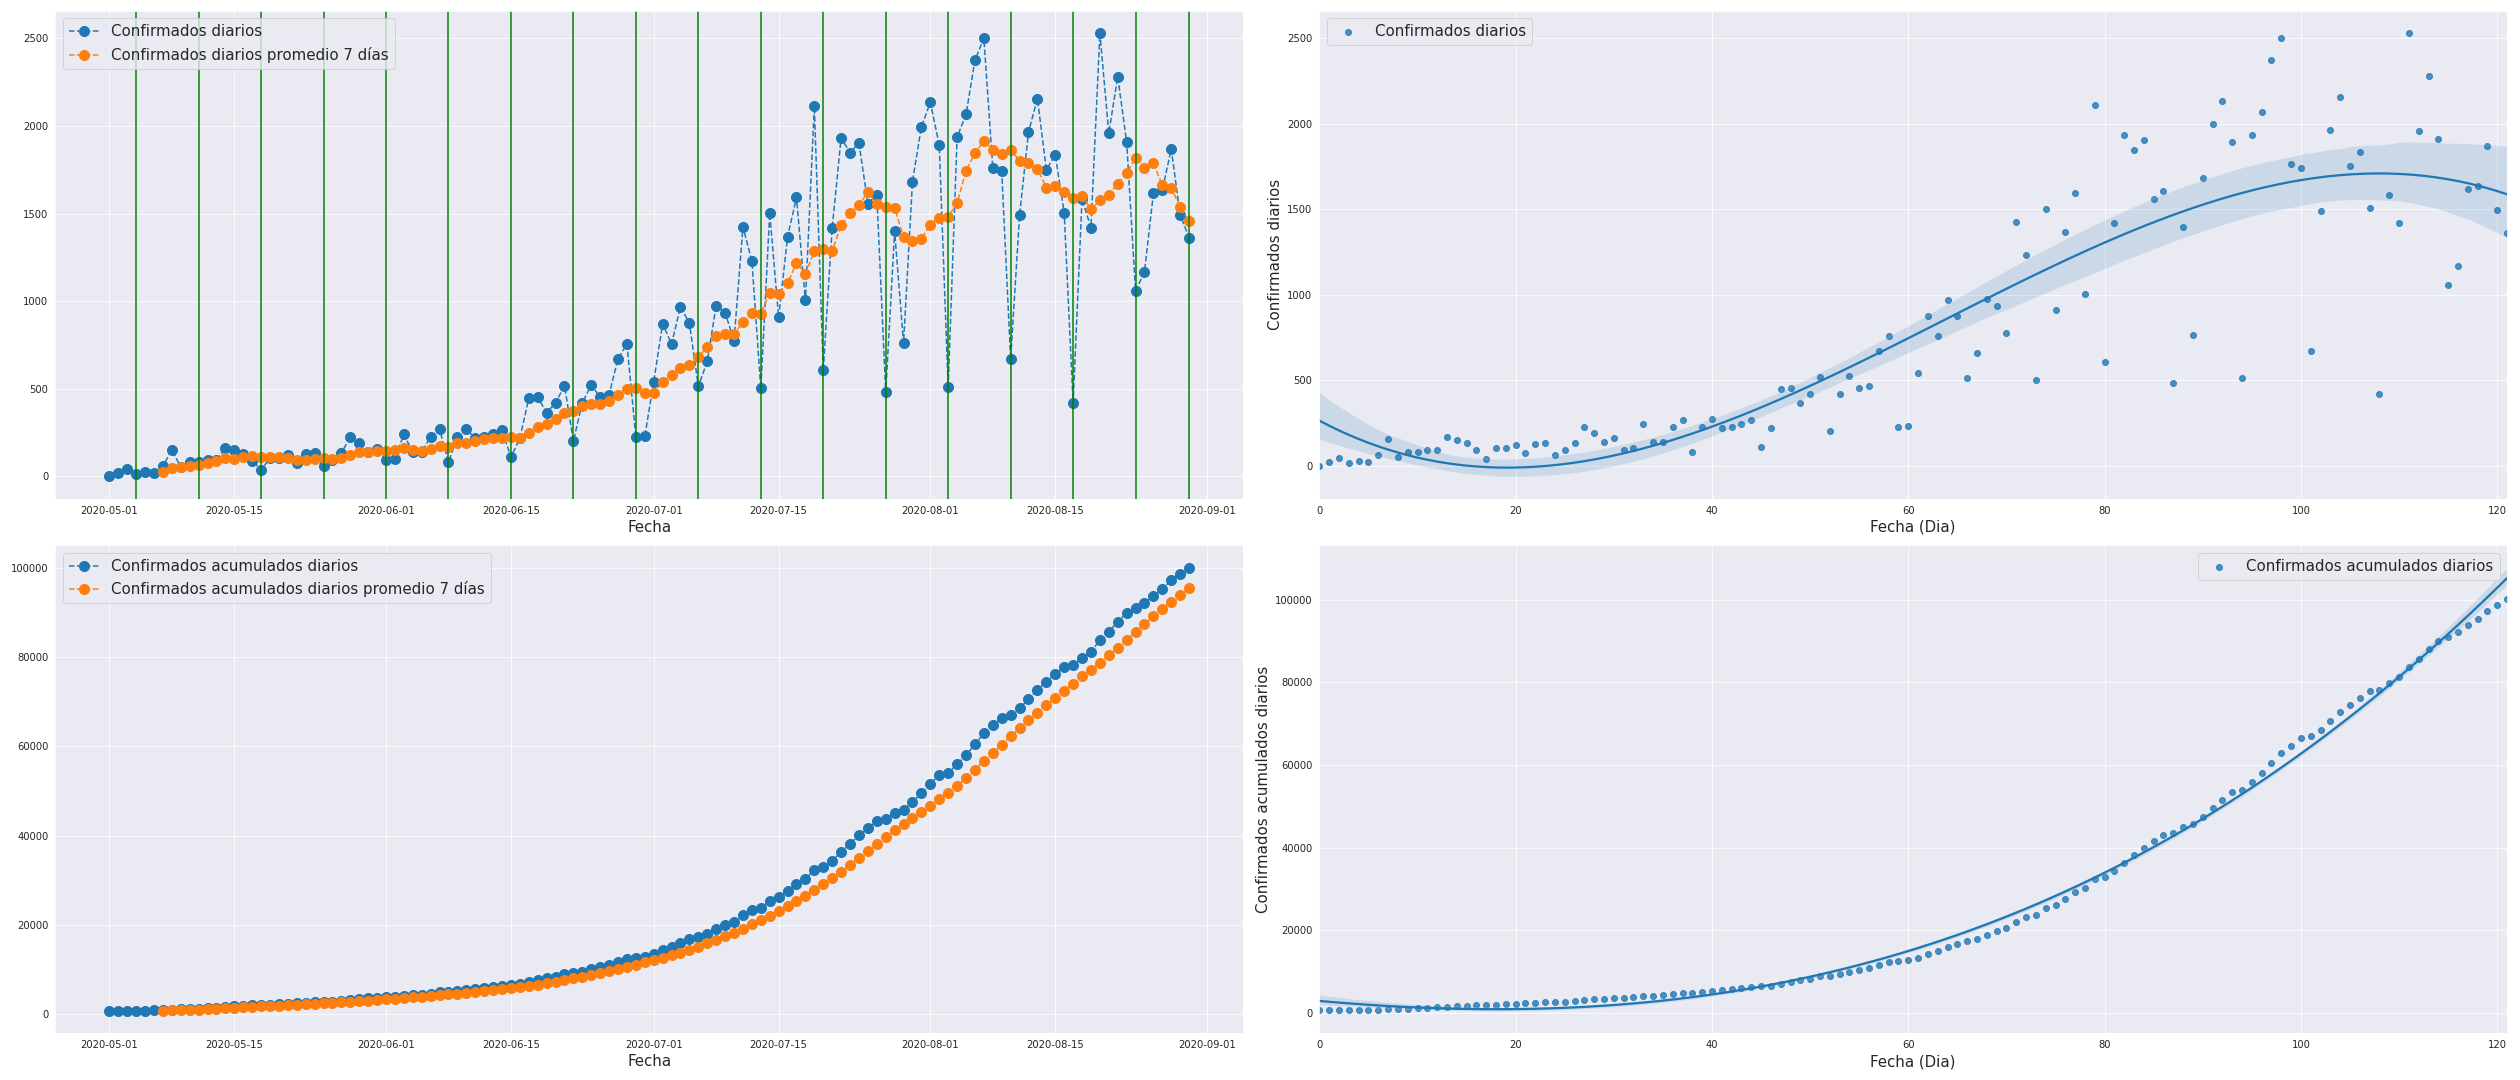 Confirmados diarios
Confirmados diarios promedio 7 días
2500
2000
1500
1000
500
0
2020-05-01 2020-05-15 2020-06-01 2020-06-15 2020-07-01 2020-07-15 2020-08-01 2020-08-15 2020-09-01
Fecha
Confirmados diarios
Confirmados diarios
2500
2000
1500
1000
500
0
0 20 40 60 80 100 120
Fecha (Dia)
Confirmados acumulados diarios
Confirmados acumulados diarios promedio 7 días
100000
80000
60000
40000
20000
0
2020-05-01 2020-05-15 2020-06-01 2020-06-15 2020-07-01 2020-07-15 2020-08-01 2020-08-15 2020-09-01
Fecha
Confirmados acumulados diarios
Confirmados acumulados diarios
100000
80000
60000
40000
20000
0
0 20 40 60 80 100 120
Fecha (Dia)